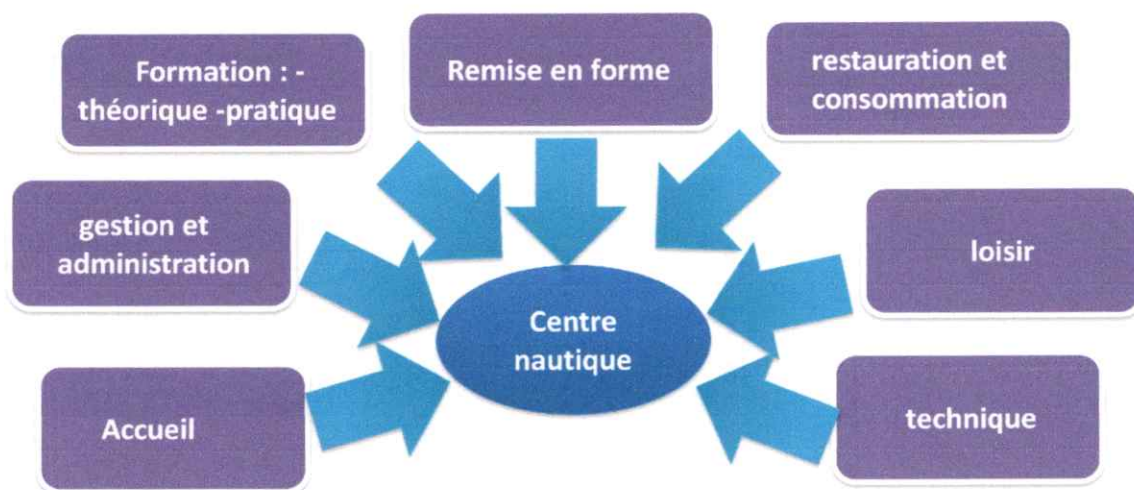 Formation : -
théorique -pratique
Remise en forme
restauration et
consommation
gestion et
administration
loisir
Centre
nautique
Accueil
technique